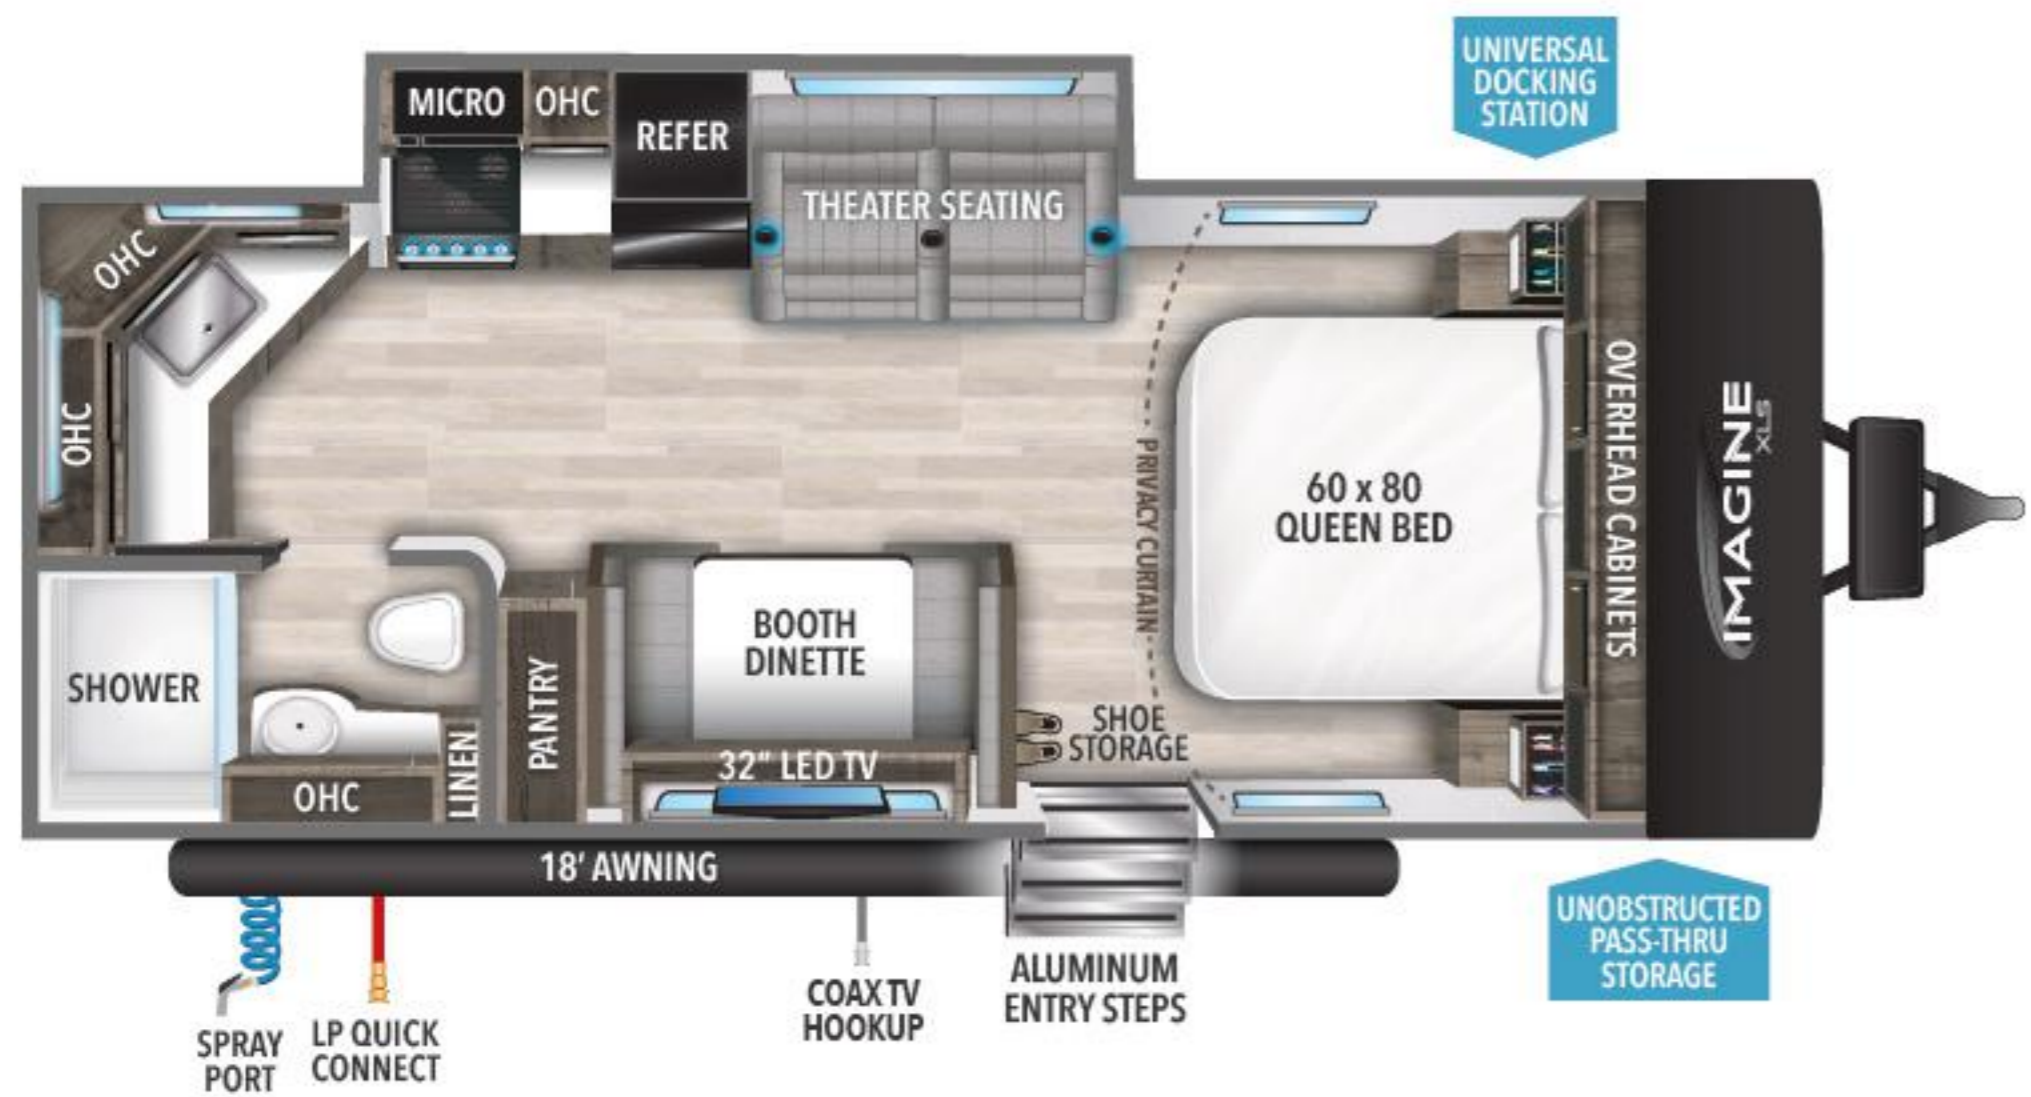 UNIVERSAL
DOCKING
STATION
MICRO
OHC
REFER
THEATER SEATING
OHC
OHC
OVERHEAD CABINETS
IMAGINE
XLS
60 x 80
QUEEN BED
PRIVACY CURTAIN
BOOTH
DINETTE
SHOWER
PANTRY
SHOE
STORAGE
32" LED TV
LINEN
OHC
18' AWNING
UNOBSTRUCTED
PASS-THRU
STORAGE
ALUMINUM
ENTRY STEPS
COAX TV
HOOKUP
LP QUICK
CONNECT
SPRAY
PORT